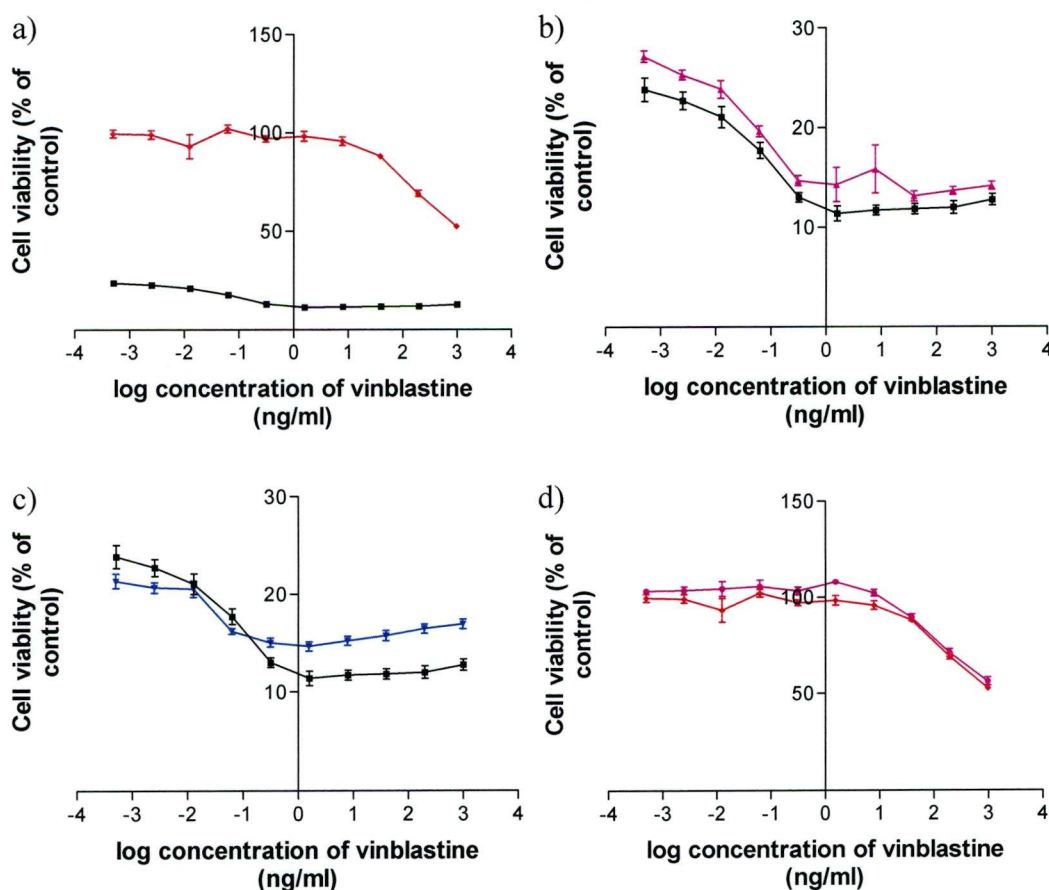 a)
150
100
50
Cell viability (% of
control)
-4 -3 -2 -1 0 1 2 3 4
log concentration of vinblastine
(ng/ml)
b)
30
20
10
Cell viability (% of
control)
-4 -3 -2 -1 0 1 2 3 4
log concentration of vinblastine
(ng/ml)
c)
30
20
10
Cell viability (% of
control)
-4 -3 -2 -1 0 1 2 3 4
log concentration of vinblastine
(ng/ml)
d)
150
100
50
Cell viability (% of
control)
-4 -3 -2 -1 0 1 2 3 4
log concentration of vinblastine
(ng/ml)